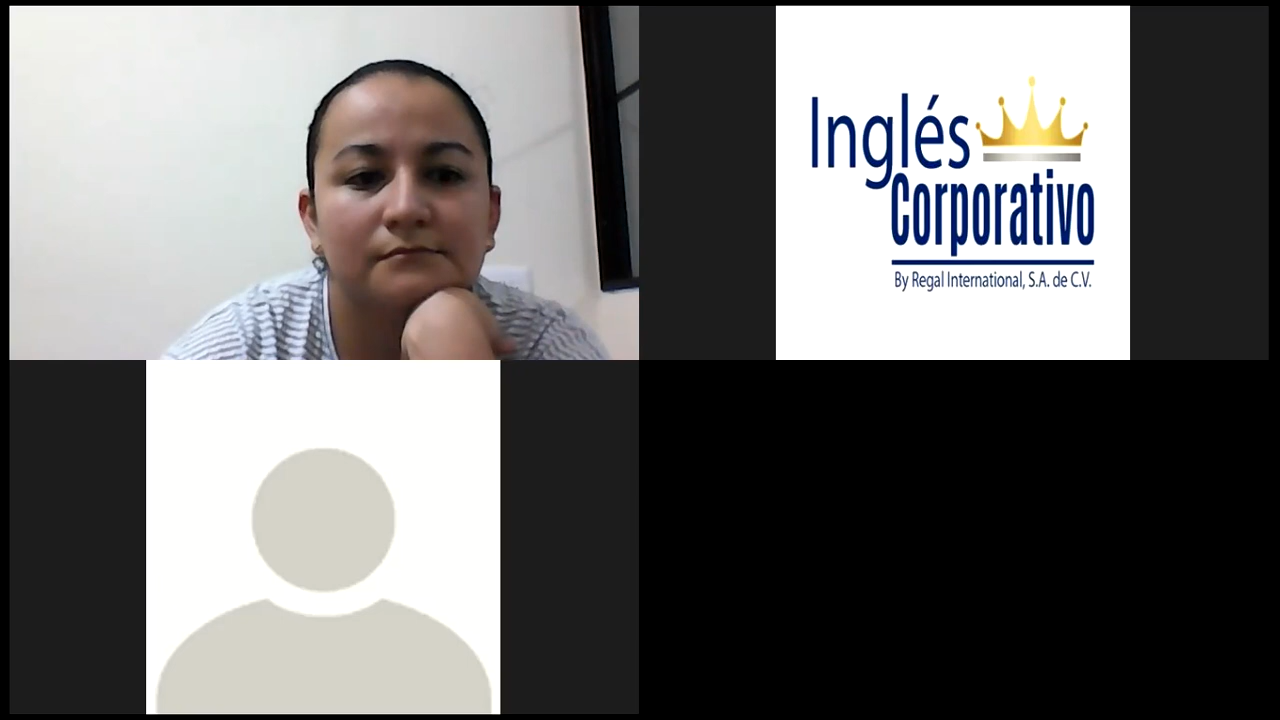 Inglés
Corporativo
By Regal International, S.A. de C.V.